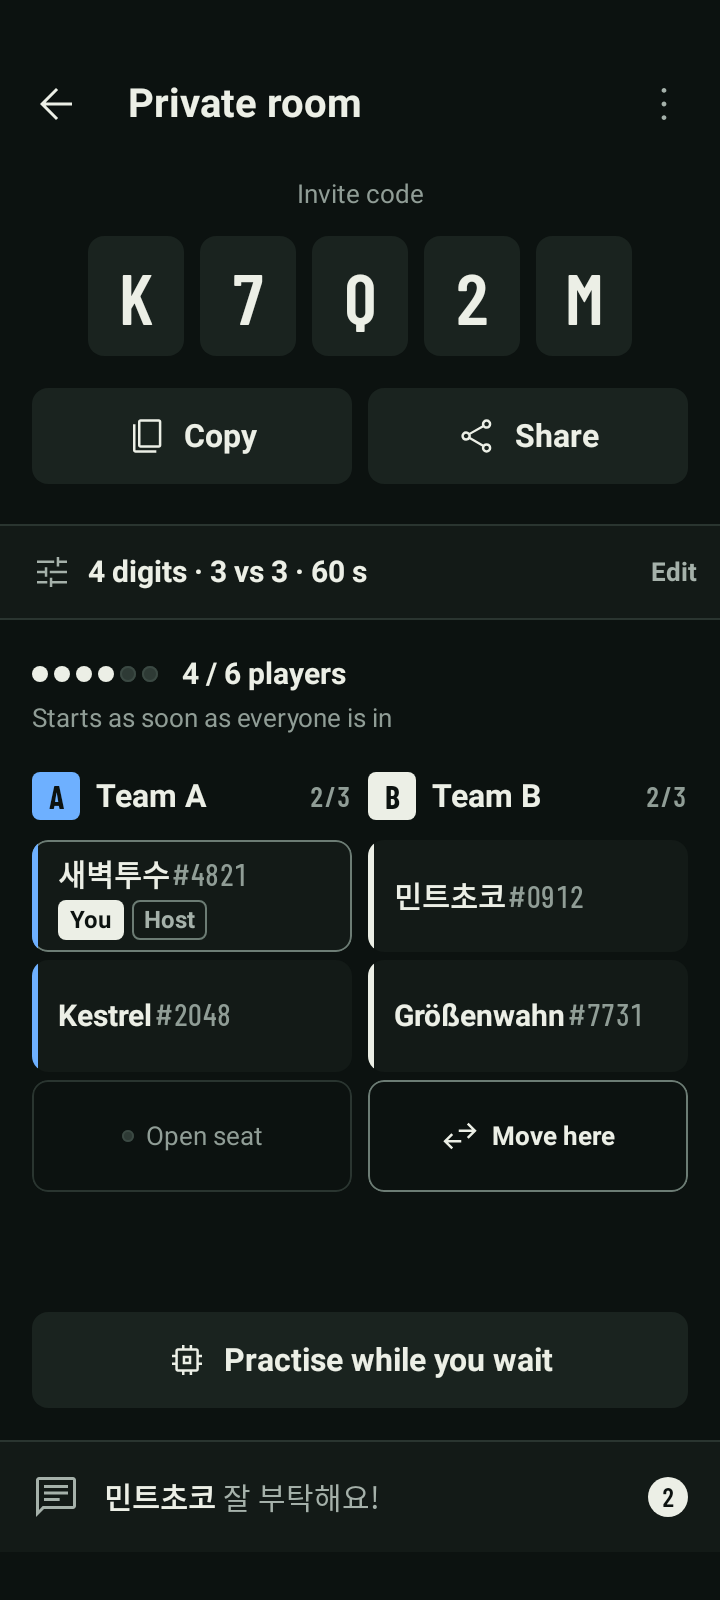 Private room
Invite code
K 7 Q 2 M
Copy
Share
4 digits · 3 vs 3 · 60 s
Edit
4 / 6 players
Starts as soon as everyone is in
A Team A 2/3
B Team B 2/3
새벽투수#4821
You Host
민트초코#0912
Kestrel#2048
Größenwahn#7731
Open seat
Move here
Practise while you wait
민트초코 잘 부탁해요!
2